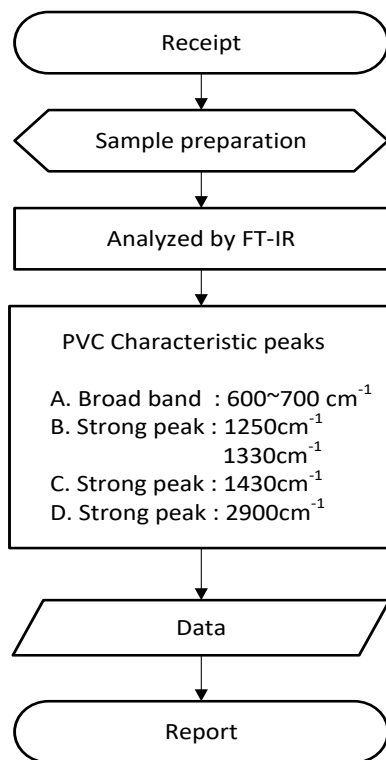 Receipt
Sample preparation
Analyzed by FT-IR
PVC Characteristic peaks
A. Broad band : 600~700 cm⁻¹
B. Strong peak : 1250cm⁻¹
1330cm⁻¹
C. Strong peak : 1430cm⁻¹
D. Strong peak : 2900cm⁻¹
Data
Report